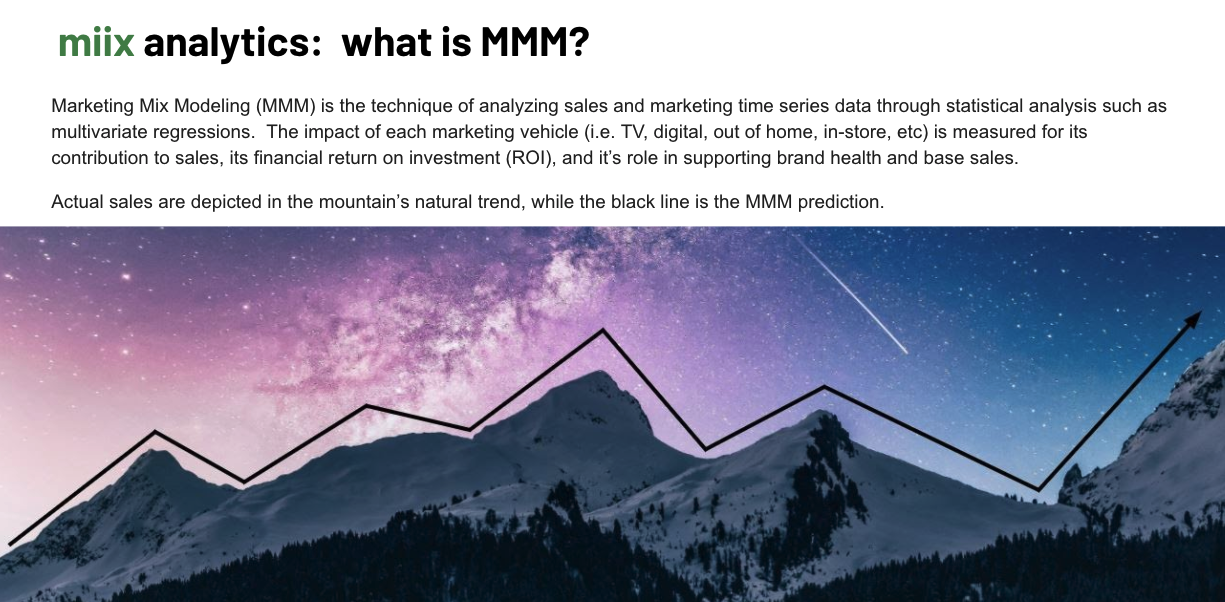 miix analytics:  what is MMM?
Marketing Mix Modeling (MMM) is the technique of analyzing sales and marketing time series data through statistical analysis such as
multivariate regressions.  The impact of each marketing vehicle (i.e. TV, digital, out of home, in-store, etc) is measured for its
contribution to sales, its financial return on investment (ROI), and it’s role in supporting brand health and base sales.
Actual sales are depicted in the mountain’s natural trend, while the black line is the MMM prediction.